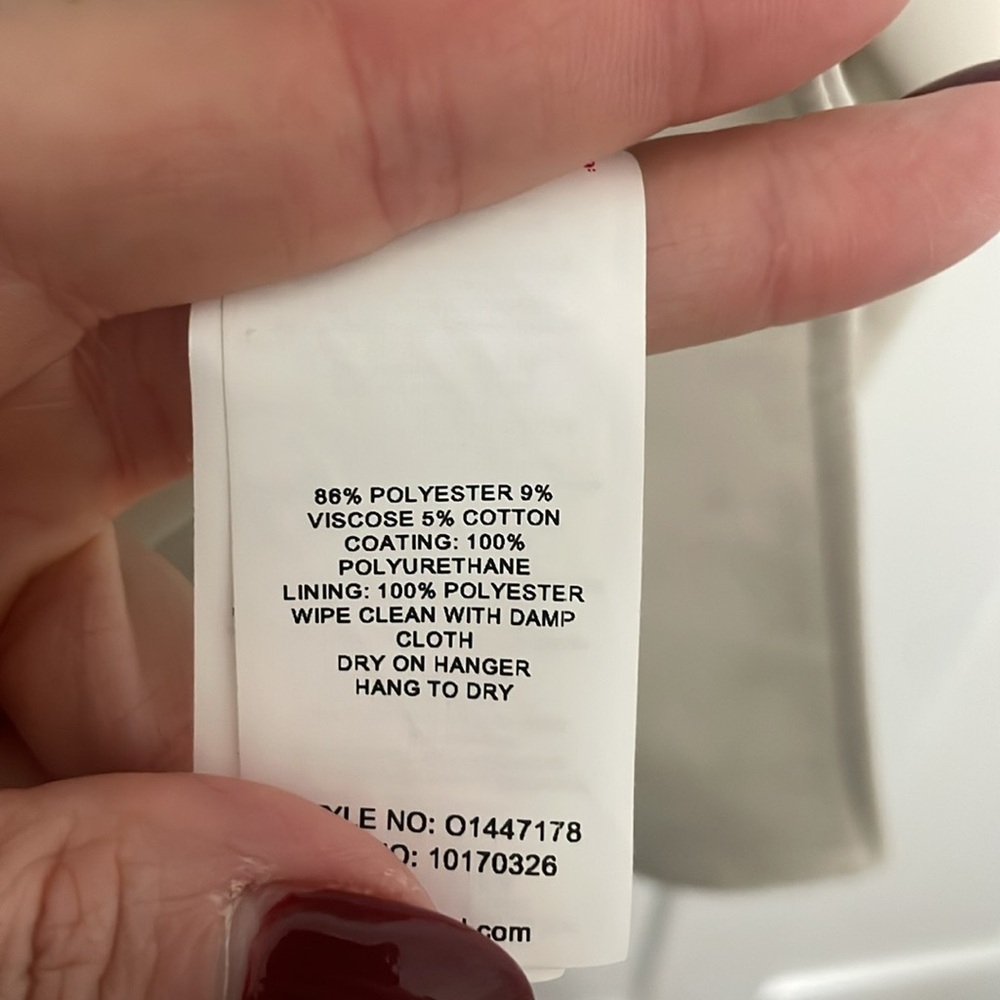 86% POLYESTER 9%
VISCOSE 5% COTTON
COATING: 100%
POLYURETHANE
LINING: 100% POLYESTER
WIPE CLEAN WITH DAMP
CLOTH
DRY ON HANGER
HANG TO DRY
NO: O1447178
10170326
.com